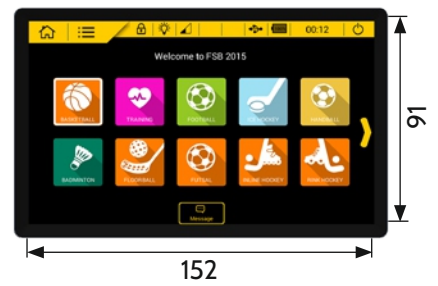 00:12
Welcome to FSB 2015
BASKETBALL TRAINING FOOTBALL ICE HOCKEY HANDBALL
BADMINTON FLOORBALL FUTSAL INLINE HOCKEY RINK HOCKEY
Message
91
152